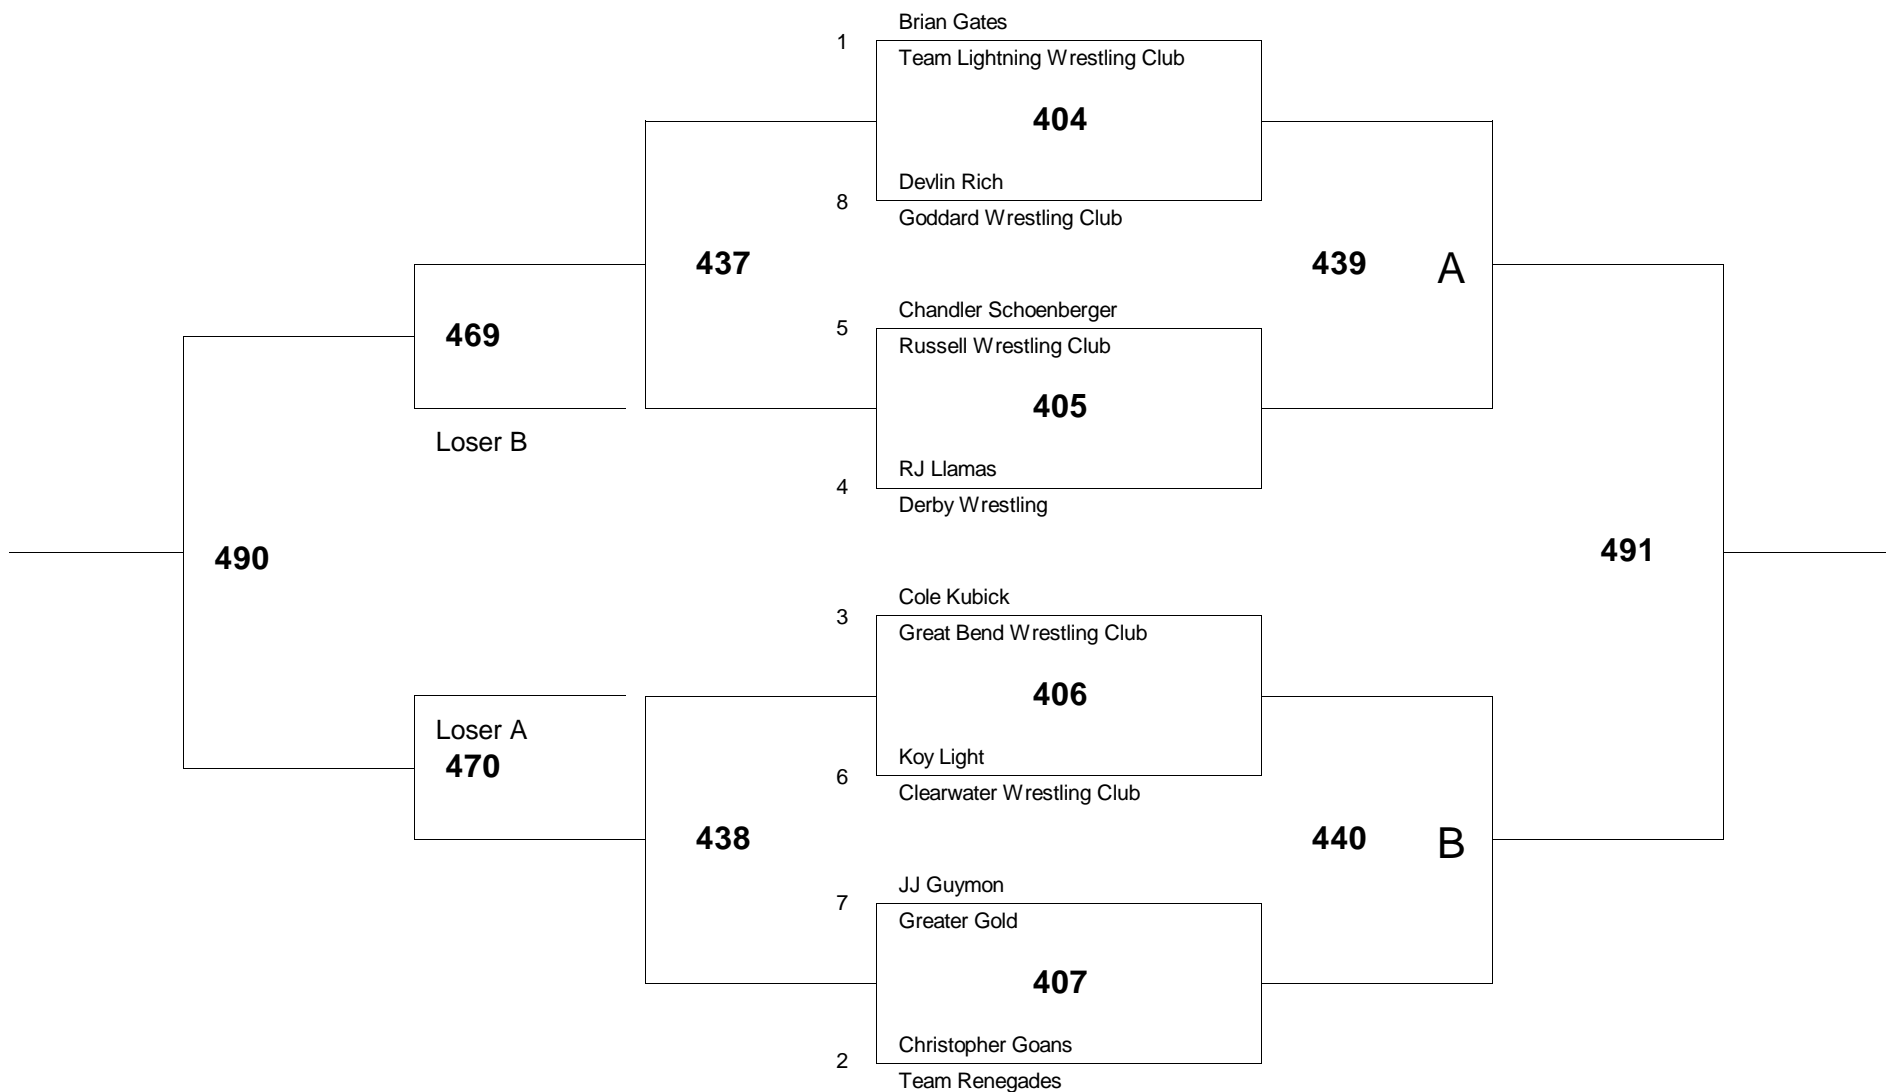 Brian Gates
1
Team Lightning Wrestling Club
404
Devlin Rich
8
Goddard Wrestling Club
437
439 A
Chandler Schoenberger
5
Russell Wrestling Club
469
405
Loser B
RJ Llamas
4
Derby Wrestling
490
491
Cole Kubick
3
Great Bend Wrestling Club
406
Loser A
470
Koy Light
6
Clearwater Wrestling Club
438
440 B
JJ Guymon
7
Greater Gold
407
Christopher Goans
2
Team Renegades